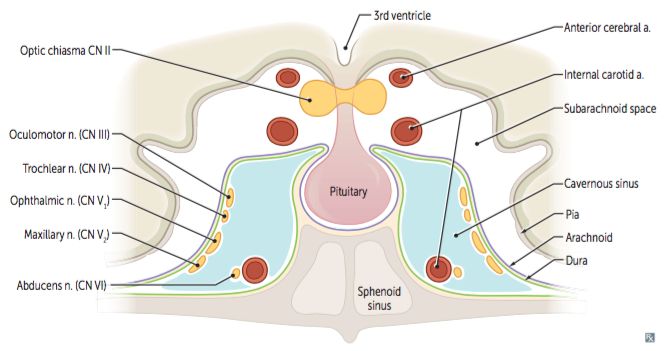 3rd ventricle
Anterior cerebral a.
Optic chiasma CN II
Internal carotid a.
Subarachnoid space
Oculomotor n. (CN III)
Trochlear n. (CN IV)
Ophthalmic n. (CN V₁)
Pituitary
Cavernous sinus
Maxillary n. (CN V₂)
Pia
Arachnoid
Dura
Abducens n. (CN VI)
Sphenoid
sinus